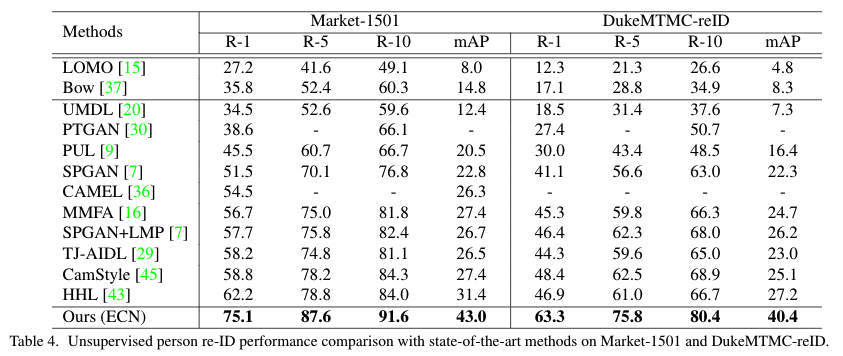 Methods Market-1501 DukeMTMC-reID
R-1 R-5 R-10 mAP R-1 R-5 R-10 mAP
LOMO [15] 27.2 41.6 49.1 8.0 12.3 21.3 26.6 4.8
Bow [37] 35.8 52.4 60.3 14.8 17.1 28.8 34.9 8.3
UMDL [20] 34.5 52.6 59.6 12.4 18.5 31.4 37.6 7.3
PTGAN [30] 38.6 - 66.1 - 27.4 - 50.7 -
PUL [9] 45.5 60.7 66.7 20.5 30.0 43.4 48.5 16.4
SPGAN [7] 51.5 70.1 76.8 22.8 41.1 56.6 63.0 22.3
CAMEL [36] 54.5 - - 26.3 - - - -
MMFA [16] 56.7 75.0 81.8 27.4 45.3 59.8 66.3 24.7
SPGAN+LMP [7] 57.7 75.8 82.4 26.7 46.4 62.3 68.0 26.2
TJ-AIDL [29] 58.2 74.8 81.1 26.5 44.3 59.6 65.0 23.0
CamStyle [45] 58.8 78.2 84.3 27.4 48.4 62.5 68.9 25.1
HHL [43] 62.2 78.8 84.0 31.4 46.9 61.0 66.7 27.2
Ours (ECN) 75.1 87.6 91.6 43.0 63.3 75.8 80.4 40.4
Table 4. Unsupervised person re-ID performance comparison with state-of-the-art methods on Market-1501 and DukeMTMC-reID.